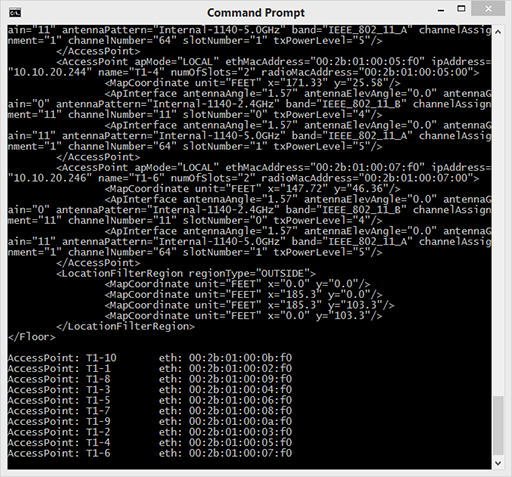 Command Prompt
ain="11" antennaPattern="Internal-1140-5.0GHz" band="IEEE_802_11_A" channelAssig
nment="1" channelNumber="64" slotNumber="1" txPowerLevel="5"/>
</AccessPoint>
<AccessPoint apMode="LOCAL" ethMacAddress="00:2b:01:00:05:f0" ipAddress=
"10.10.20.244" name="T1-4" numOfSlots="2" radioMacAddress="00:2b:01:00:05:00">
<MapCoordinate unit="FEET" x="171.33" y="25.58"/>
<ApInterface antennaAngle="1.57" antennaElevAngle="0.0" antennaG
ain="0" antennaPattern="Internal-1140-2.4GHz" band="IEEE_802_11_B" channelAssign
ment="11" channelNumber="11" slotNumber="0" txPowerLevel="4"/>
<ApInterface antennaAngle="1.57" antennaElevAngle="0.0" antennaG
ain="11" antennaPattern="Internal-1140-5.0GHz" band="IEEE_802_11_A" channelAssig
nment="1" channelNumber="64" slotNumber="1" txPowerLevel="5"/>
</AccessPoint>
<AccessPoint apMode="LOCAL" ethMacAddress="00:2b:01:00:07:f0" ipAddress=
"10.10.20.246" name="T1-6" numOfSlots="2" radioMacAddress="00:2b:01:00:07:00">
<MapCoordinate unit="FEET" x="147.72" y="46.36"/>
<ApInterface antennaAngle="1.57" antennaElevAngle="0.0" antennaG
ain="0" antennaPattern="Internal-1140-2.4GHz" band="IEEE_802_11_B" channelAssign
ment="11" channelNumber="11" slotNumber="0" txPowerLevel="4"/>
<ApInterface antennaAngle="1.57" antennaElevAngle="0.0" antennaG
ain="11" antennaPattern="Internal-1140-5.0GHz" band="IEEE_802_11_A" channelAssig
nment="1" channelNumber="64" slotNumber="1" txPowerLevel="5"/>
</AccessPoint>
<LocationFilterRegion regionType="OUTSIDE">
<MapCoordinate unit="FEET" x="0.0" y="0.0"/>
<MapCoordinate unit="FEET" x="185.3" y="0.0"/>
<MapCoordinate unit="FEET" x="185.3" y="103.3"/>
<MapCoordinate unit="FEET" x="0.0" y="103.3"/>
</LocationFilterRegion>
</Floor>
AccessPoint: T1-10 eth: 00:2b:01:00:0b:f0
AccessPoint: T1-1 eth: 00:2b:01:00:02:f0
AccessPoint: T1-8 eth: 00:2b:01:00:09:f0
AccessPoint: T1-3 eth: 00:2b:01:00:04:f0
AccessPoint: T1-5 eth: 00:2b:01:00:06:f0
AccessPoint: T1-7 eth: 00:2b:01:00:08:f0
AccessPoint: T1-9 eth: 00:2b:01:00:0a:f0
AccessPoint: T1-2 eth: 00:2b:01:00:03:f0
AccessPoint: T1-4 eth: 00:2b:01:00:05:f0
AccessPoint: T1-6 eth: 00:2b:01:00:07:f0